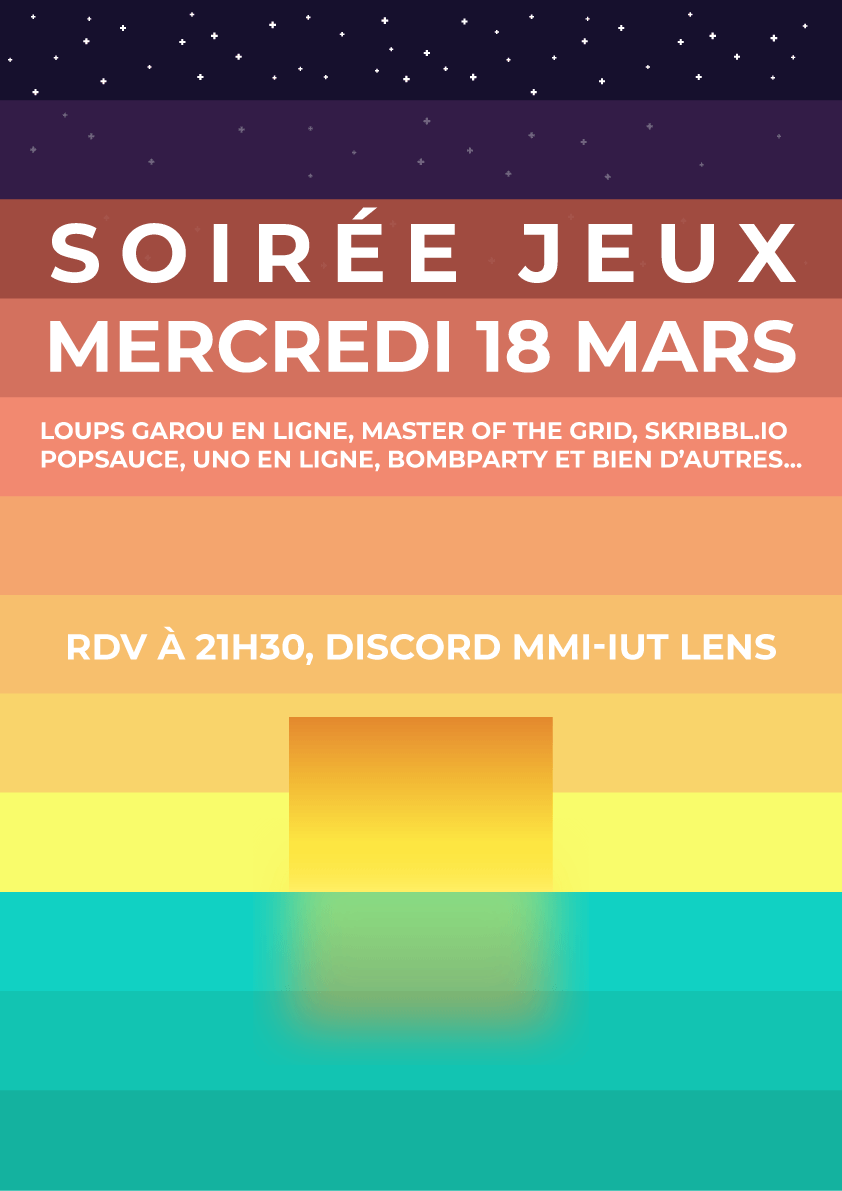 SOIRÉE JEUX
MERCREDI 18 MARS
LOUPS GAROU EN LIGNE, MASTER OF THE GRID, SKRIBBL.IO
POPSAUCE, UNO EN LIGNE, BOMBPARTY ET BIEN D’AUTRES...
RDV À 21H30, DISCORD MMI-IUT LENS